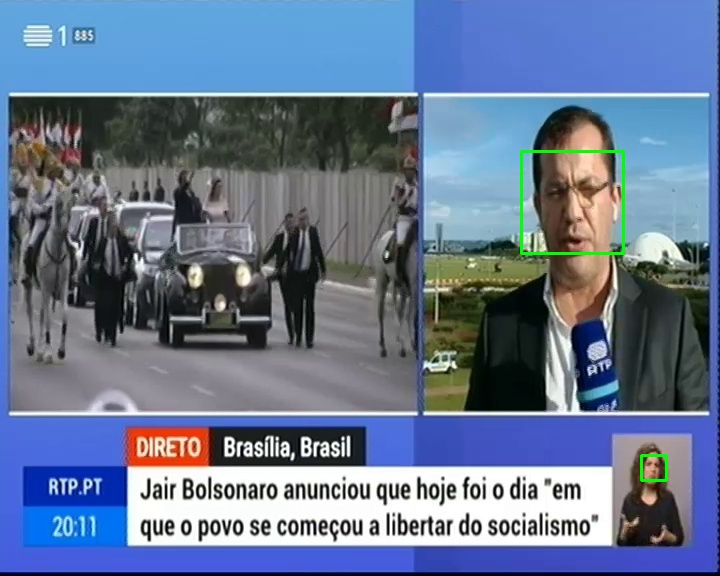 1 885
RTP
DIRETO Brasília, Brasil
RTP.PT
20:11
Jair Bolsonaro anunciou que hoje foi o dia "em
que o povo se começou a libertar do socialismo"